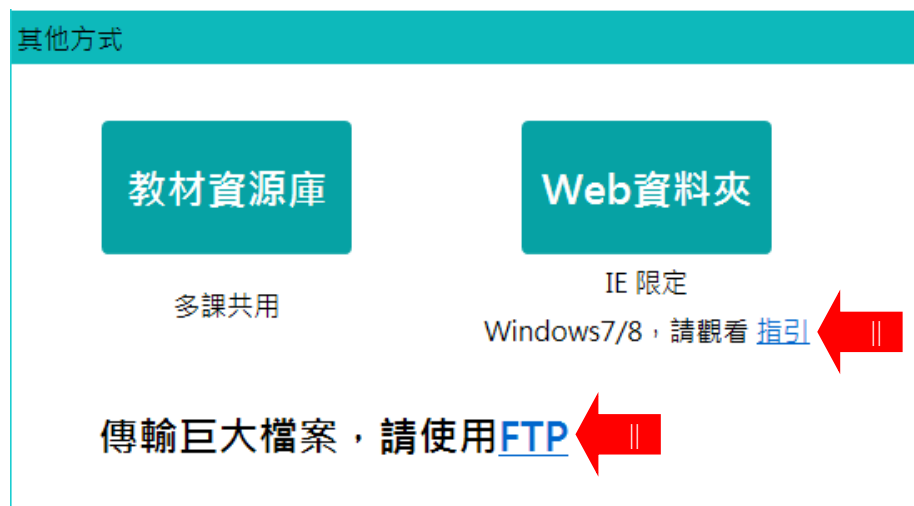 其他方式
教材資源庫
多課共用
Web資料夾
IE 限定
Windows7/8，請觀看 指引
傳輸巨大檔案，請使用FTP